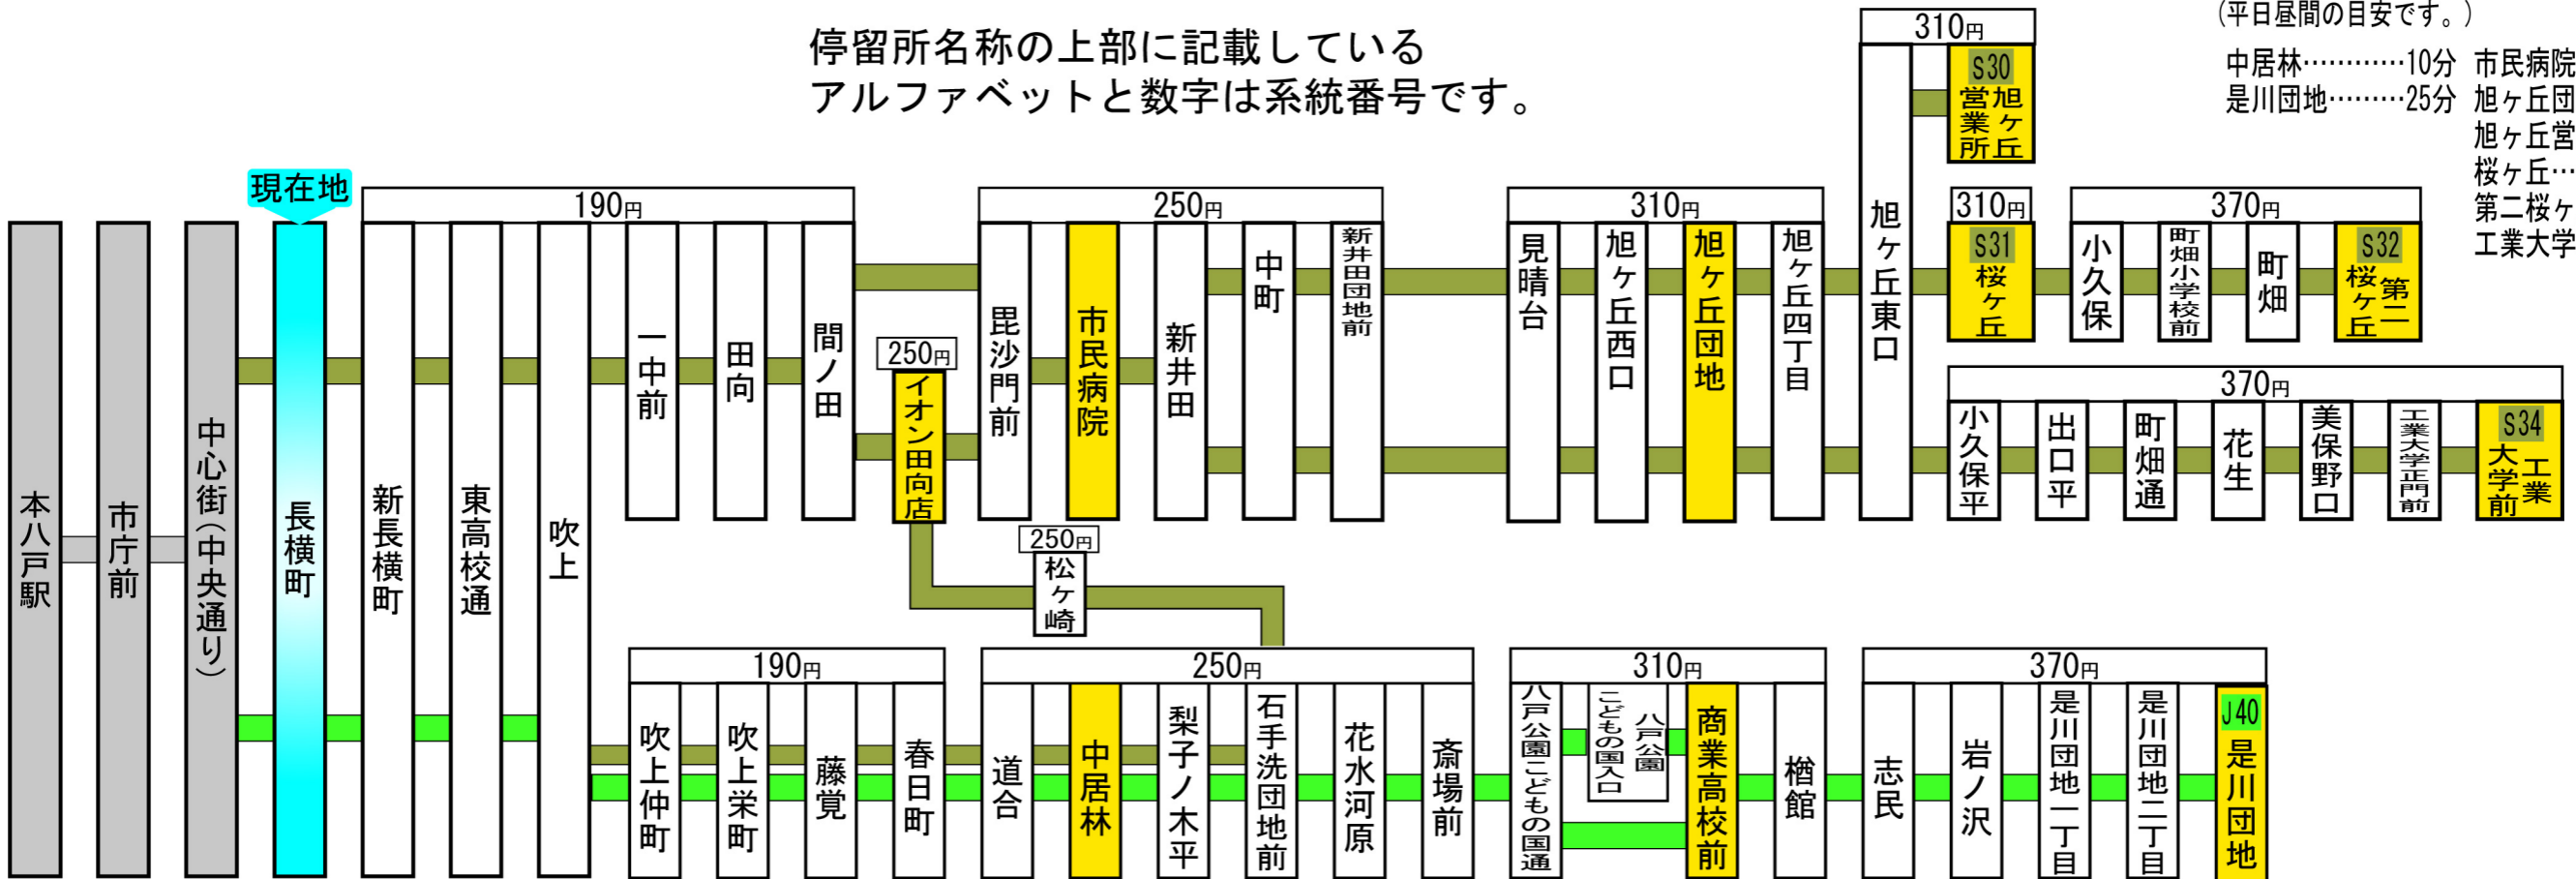 停留所名称の上部に記載している
アルファベットと数字は系統番号です。
(平日昼間の目安です。)
中居林…………10分 市民病院
是川団地………25分 旭ヶ丘団
旭ヶ丘営
桜ヶ丘…
第二桜ヶ
工業大学
現在地
本八戸駅
市庁前
中心街(中央通り)
長横町
新長横町
東高校通
吹上
190円
一中前
田向
間ノ田
250円
イオン田向店
250円
毘沙門前
市民病院
新井田
中町
新井田団地前
310円
見晴台
旭ヶ丘西口
旭ヶ丘団地
旭ヶ丘四丁目
310円
旭ヶ丘東口
S30
旭ヶ丘
営業所
310円
S31
桜ヶ丘
370円
小久保
町畑小学校前
町畑
S32
第二
桜ヶ丘
370円
小久保平
出口平
町畑通
花生
美保野口
工業大学正門前
S34
工業
大学前
250円
松ヶ崎
190円
吹上仲町
吹上栄町
藤覚
春日町
250円
道合
中居林
梨子ノ木平
石手洗団地前
花水河原
斎場前
310円
八戸公園こどもの国通
八戸公園
こどもの国入口
商業高校前
楢館
370円
志民
岩ノ沢
是川団地一丁目
是川団地二丁目
J40
是川団地